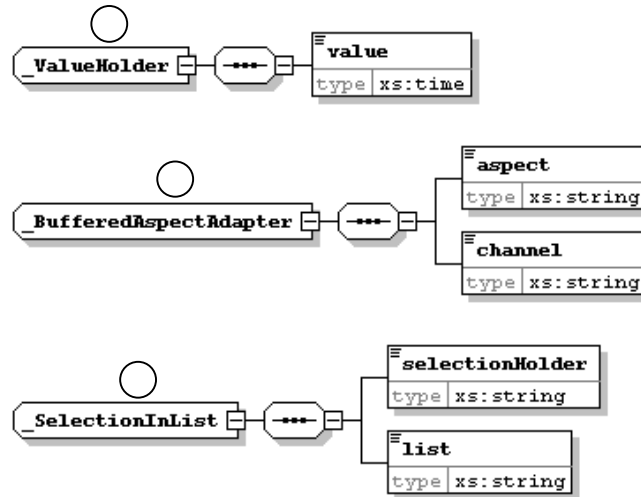 _ValueHolder
value
type xs:time
_BufferedAspectAdapter
aspect
type xs:string
channel
type xs:string
_SelectionInList
selectionHolder
type xs:string
list
type xs:string